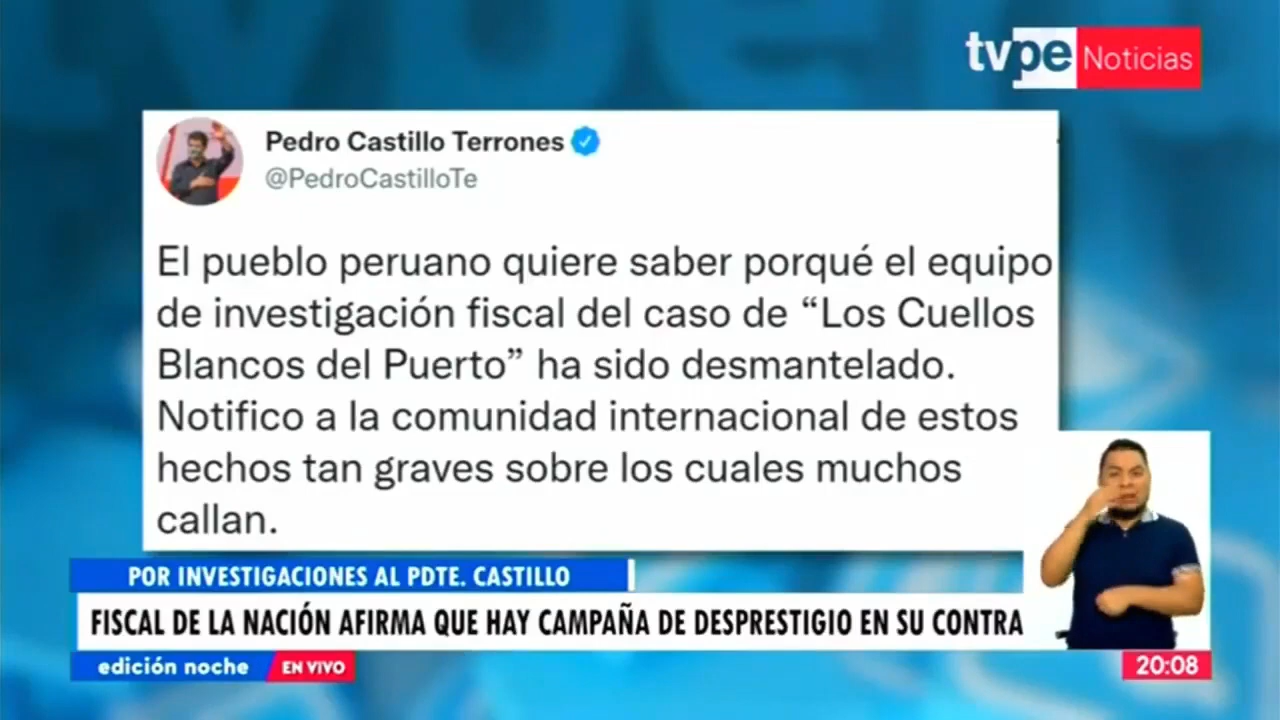 tvpe Noticias
Pedro Castillo Terrones
@PedroCastilloTe
El pueblo peruano quiere saber porqué el equipo
de investigación fiscal del caso de “Los Cuellos
Blancos del Puerto” ha sido desmantelado.
Notifico a la comunidad internacional de estos
hechos tan graves sobre los cuales muchos
callan.
POR INVESTIGACIONES AL PDTE. CASTILLO
FISCAL DE LA NACIÓN AFIRMA QUE HAY CAMPAÑA DE DESPRESTIGIO EN SU CONTRA
edición noche EN VIVO
20:08